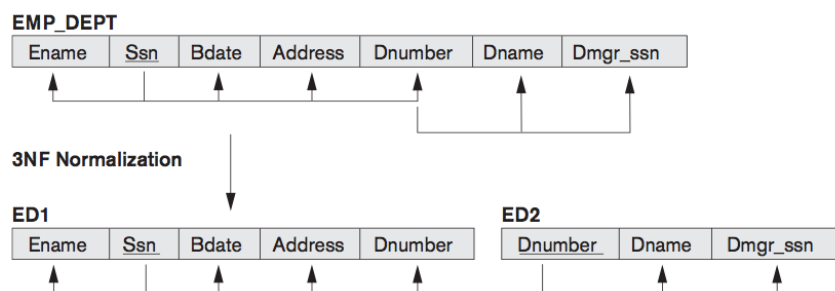 EMP_DEPT
Ename Ssn Bdate Address Dnumber Dname Dmgr_ssn
3NF Normalization
ED1 ED2
Ename Ssn Bdate Address Dnumber Dnumber Dname Dmgr_ssn